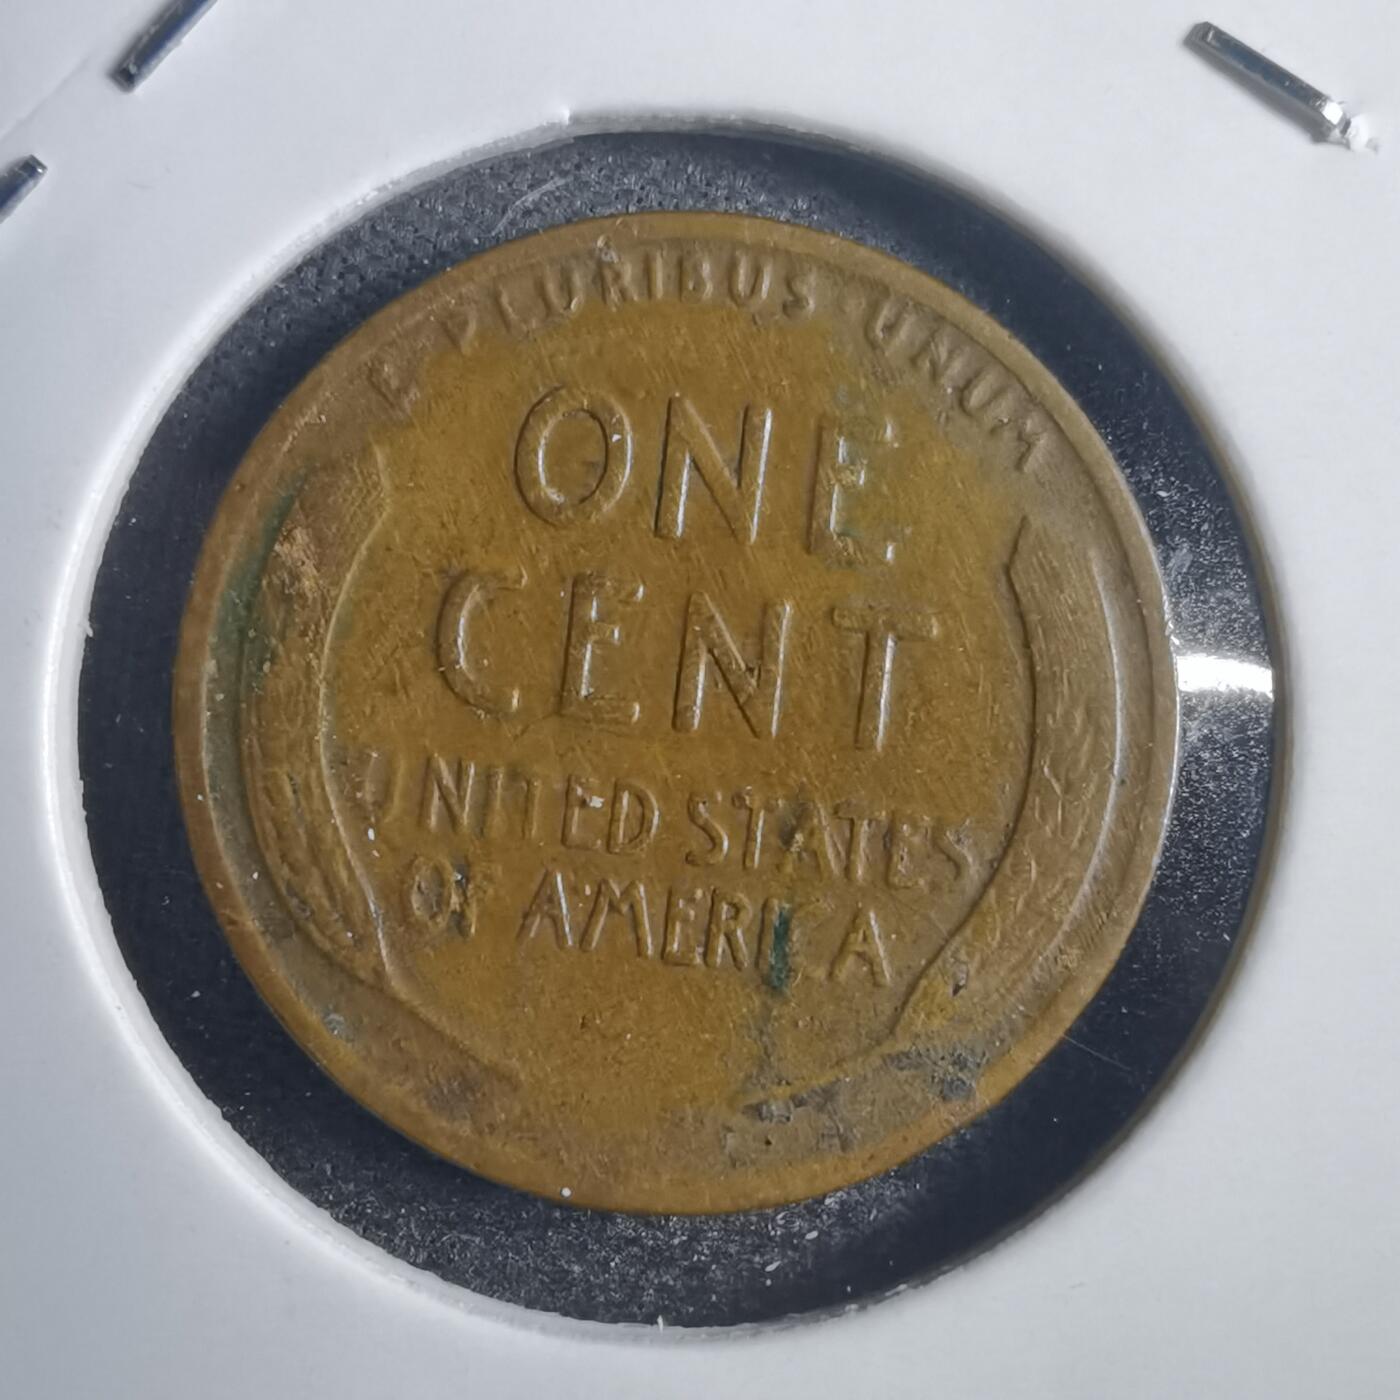 E PLURIBUS·UNUM
ONE
CENT
UNITED STATES
OF AMERICA